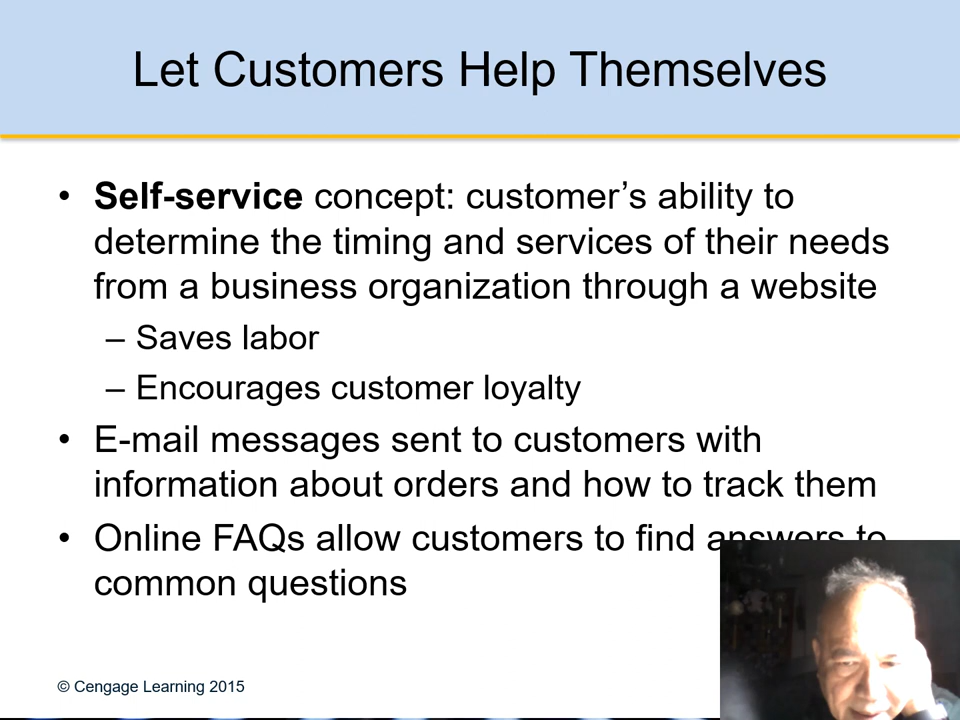 Let Customers Help Themselves
• Self-service concept: customer’s ability to
determine the timing and services of their needs
from a business organization through a website
– Saves labor
– Encourages customer loyalty
• E-mail messages sent to customers with
information about orders and how to track them
• Online FAQs allow customers to find answers to
common questions
© Cengage Learning 2015